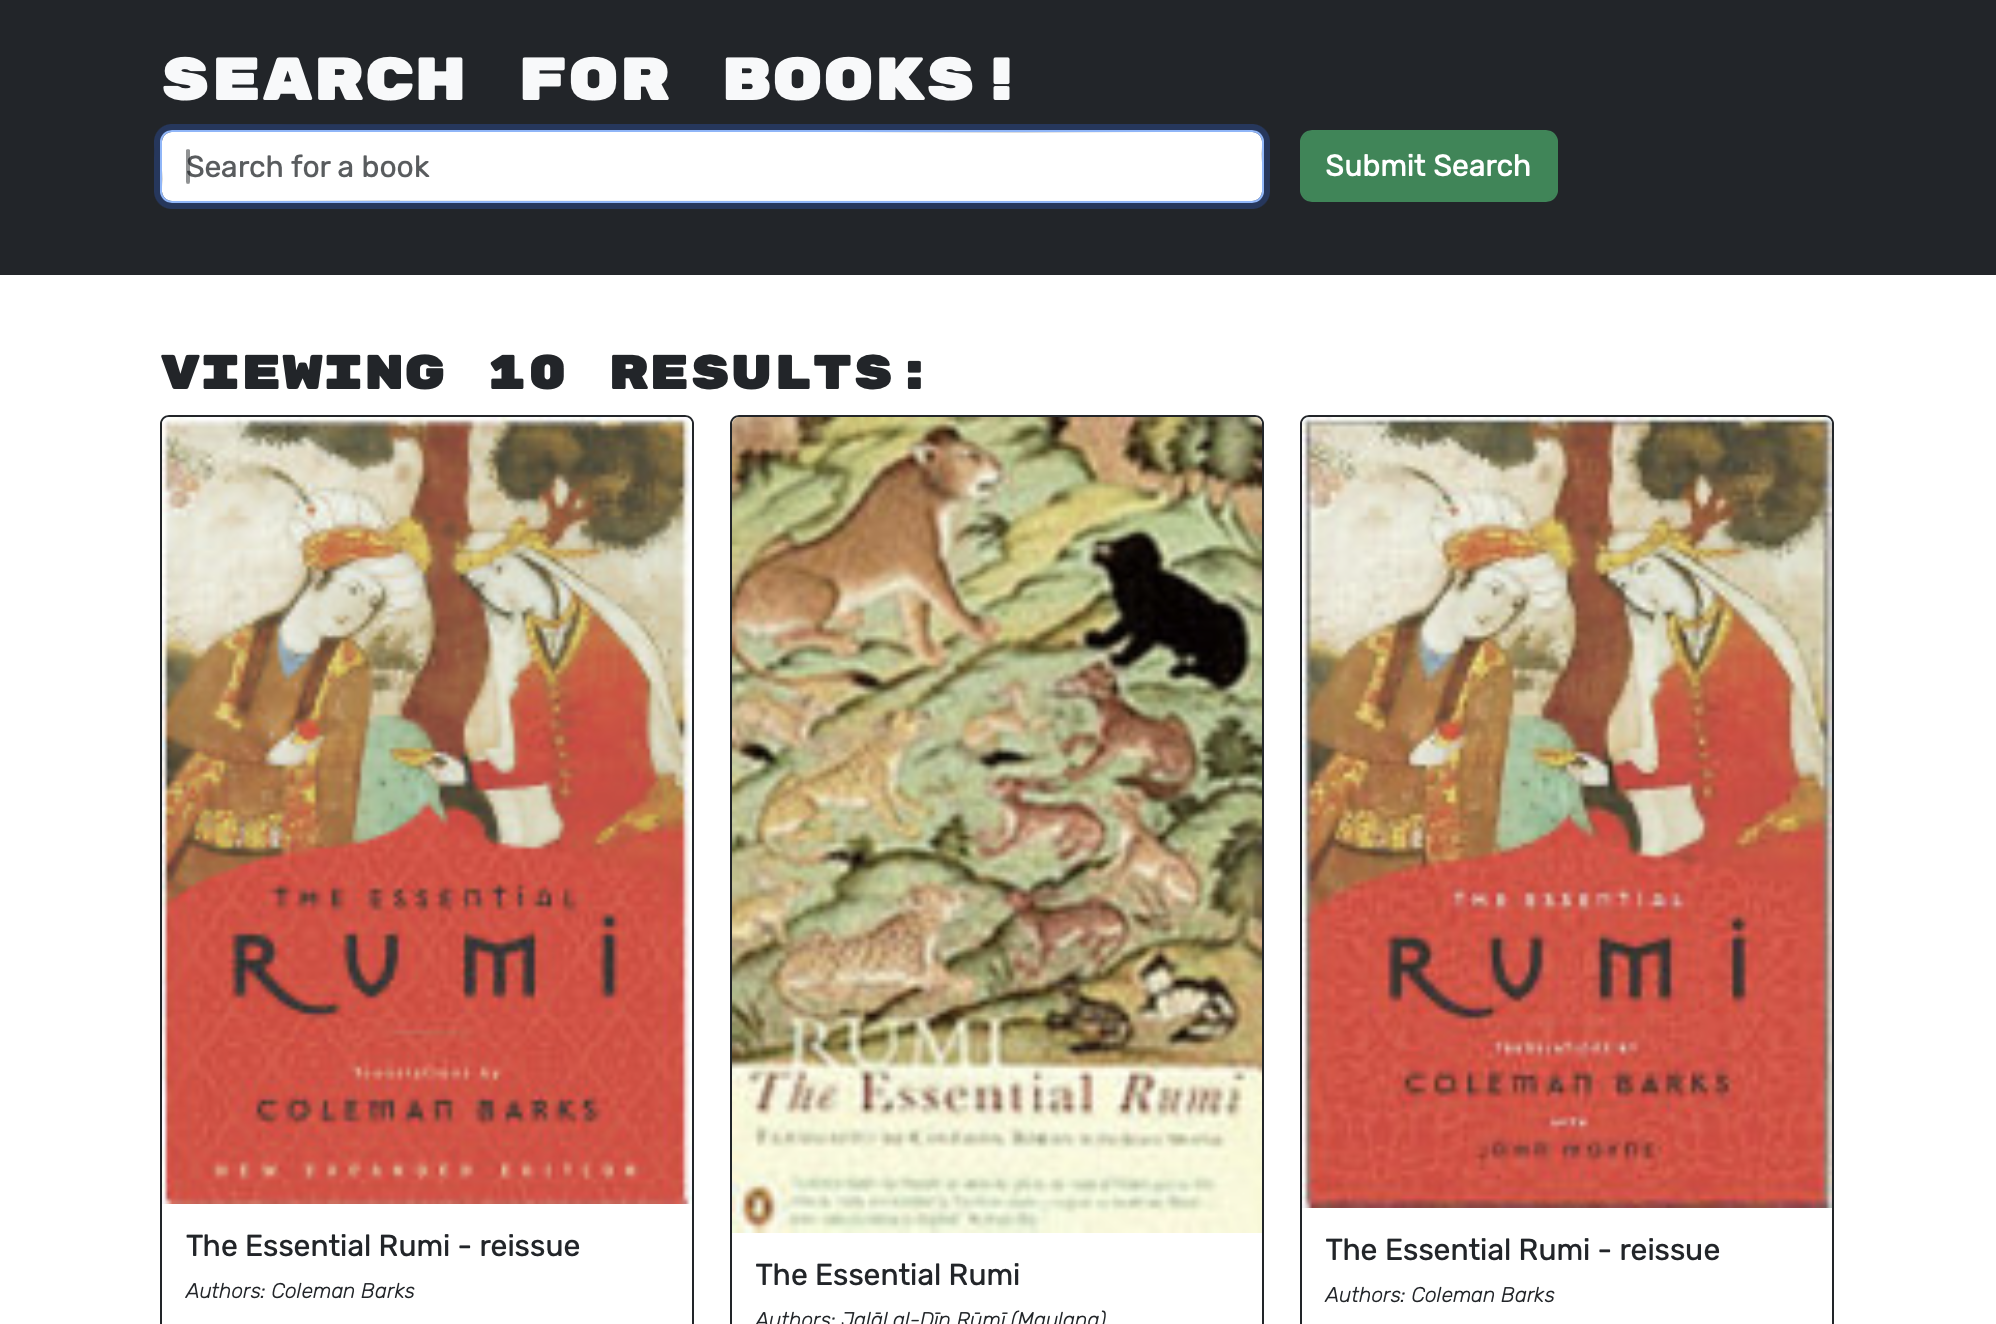 SEARCH FOR BOOKS!
Search for a book
Submit Search
VIEWING 10 RESULTS:
THE ESSENTIAL
RUMI
Translations by
COLEMAN BARKS
NEW EXPANDED EDITION
The Essential Rumi - reissue
Authors: Coleman Barks
RUMI
The Essential Rumi
The Essential Rumi
Authors: Jalāl al-Dīn Rūmī (Maulana)
THE ESSENTIAL
RUMI
TRANSLATIONS BY
COLEMAN BARKS
WITH
JOHN MOYNE
The Essential Rumi - reissue
Authors: Coleman Barks